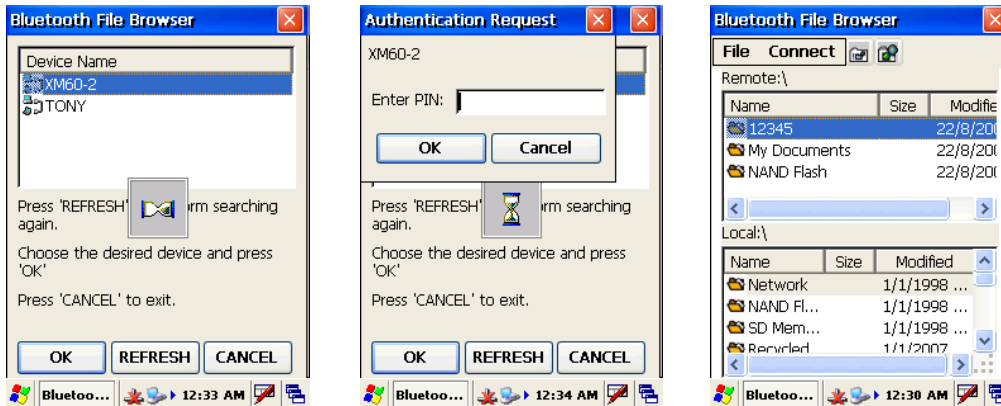 Bluetooth File Browser
Device Name
XM60-2
TONY
Press 'REFRESH' rm searching
again.
Choose the desired device and press
'OK'
Press 'CANCEL' to exit.
OK REFRESH CANCEL
Bluetoo... 12:33 AM
Authentication Request
XM60-2
Enter PIN:
OK Cancel
Press 'REFRESH' rm searching
again.
Choose the desired device and press
'OK'
Press 'CANCEL' to exit.
OK REFRESH CANCEL
Bluetoo... 12:34 AM
Bluetooth File Browser
File Connect
Remote:\
Name Size Modifie
12345 22/8/200
My Documents 22/8/200
NAND Flash 22/8/200
Local:\
Name Size Modified
Network 1/1/1998 ...
NAND Fl... 1/1/1998 ...
SD Mem... 1/1/1998 ...
Recycled 1/1/2007
Bluetoo... 12:30 AM